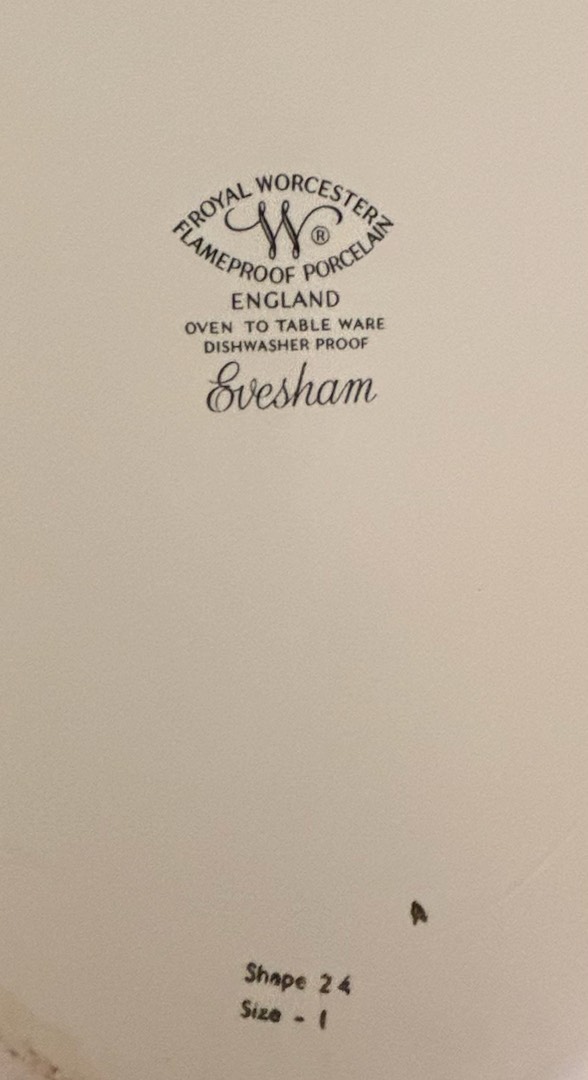 ROYAL WORCESTER
W ®
FLAMEPROOF PORCELAIN
ENGLAND
OVEN TO TABLE WARE
DISHWASHER PROOF
Evesham
A
Shape 24
Size - 1